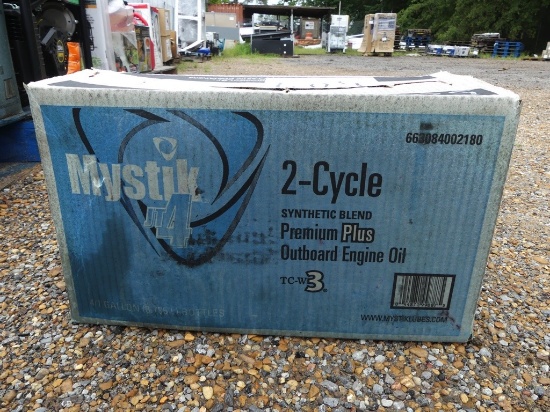 663084002180
Mystik
JT4
2-Cycle
SYNTHETIC BLEND
Premium Plus
Outboard Engine Oil
TC-W3®
WWW.MYSTIKLUBES.COM